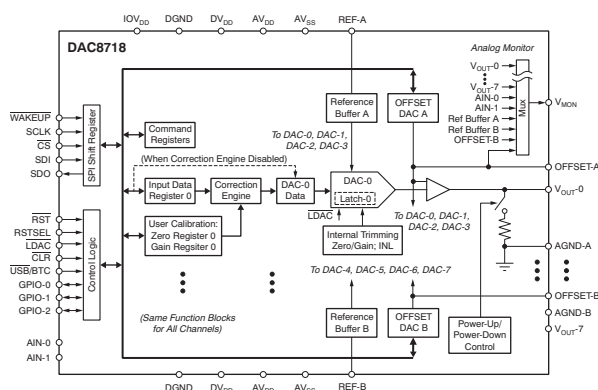 IOVDD DGND DVDD AVDD AVSS REF-A
DAC8718
Analog Monitor
VOUT-0
VOUT-7
AIN-0
AIN-1
Ref Buffer A
Ref Buffer B
OFFSET-B
Mux
VMON
WAKEUP
SCLK
CS
SDI
SDO
SPI Shift Register
Command
Registers
Reference
Buffer A
OFFSET
DAC A
To DAC-0, DAC-1,
DAC-2, DAC-3
OFFSET-A
(When Correction Engine Disabled)
Input Data
Register 0
Correction
Engine
DAC-0
Data
DAC-0
Latch-0
LDAC
VOUT-0
To DAC-0, DAC-1,
DAC-2, DAC-3
RST
RSTSEL
LDAC
CLR
USB/BTC
GPIO-0
GPIO-1
GPIO-2
Control Logic
User Calibration:
Zero Register 0
Gain Register 0
Internal Trimming
Zero/Gain; INL
AGND-A
To DAC-4, DAC-5, DAC-6, DAC-7
OFFSET-B
(Same Function Blocks
for All Channels)
Reference
Buffer B
OFFSET
DAC B
Power-Up/
Power-Down
Control
AGND-B
VOUT-7
AIN-0
AIN-1
DGND DVDD AVDD AVSS REF-B